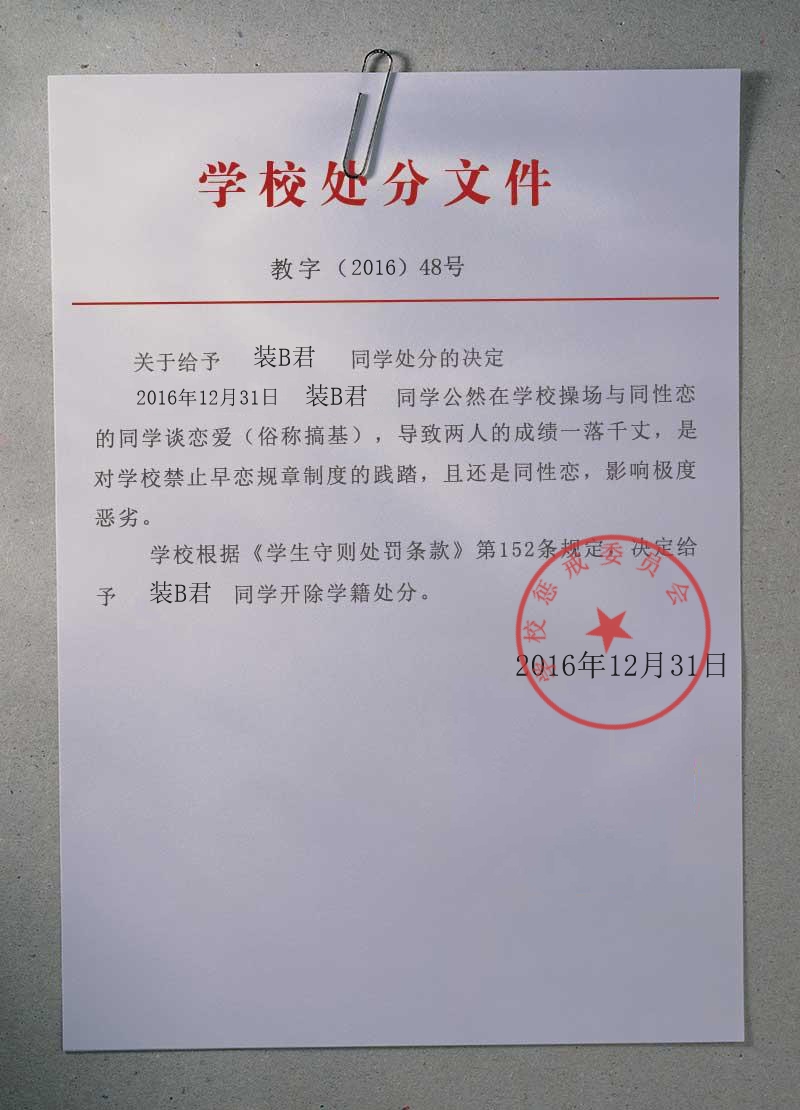 学校处分文件
教字（2016）48号
关于给予 装B君 同学处分的决定
2016年12月31日 装B君 同学公然在学校操场与同性恋
的同学谈恋爱（俗称搞基），导致两人的成绩一落千丈，是
对学校禁止早恋规章制度的践踏，且还是同性恋，影响极度
恶劣。
学校根据《学生守则处罚条款》第152条规定，决定给
予 装B君 同学开除学籍处分。
学校惩戒委员会
2016年12月31日